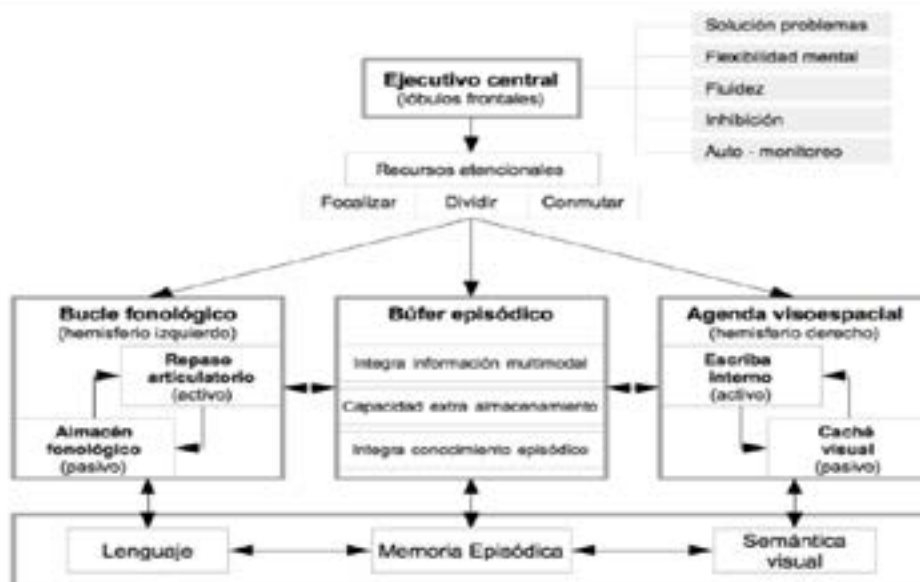 Solución problemas
Flexibilidad mental
Fluidez
Inhibición
Auto - monitoreo
Ejecutivo central
(lóbulos frontales)
Recursos atencionales
Focalizar
Dividir
Conmutar
Bucle fonológico
(hemisferio izquierdo)
Repaso
articulatorio
(activo)
Almacén
fonológico
(pasivo)
Búfer episódico
Integra información multimodal
Capacidad extra almacenamiento
Integra conocimiento episódico
Agenda visoespacial
(hemisferio derecho)
Escriba
interno
(activo)
Caché
visual
(pasivo)
Lenguaje
Memoria Episódica
Semántica
visual